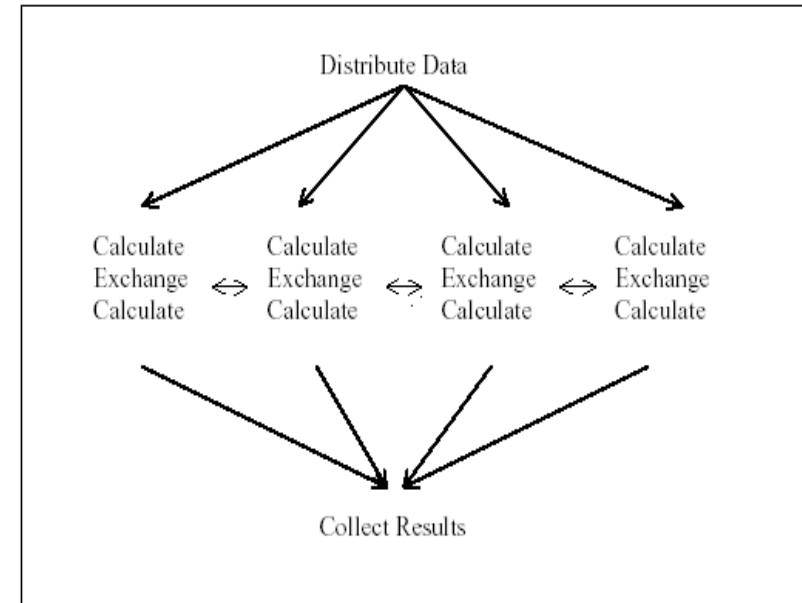 Distribute Data
Calculate
Exchange
Calculate
Calculate
Exchange
Calculate
Calculate
Exchange
Calculate
Calculate
Exchange
Calculate
Collect Results